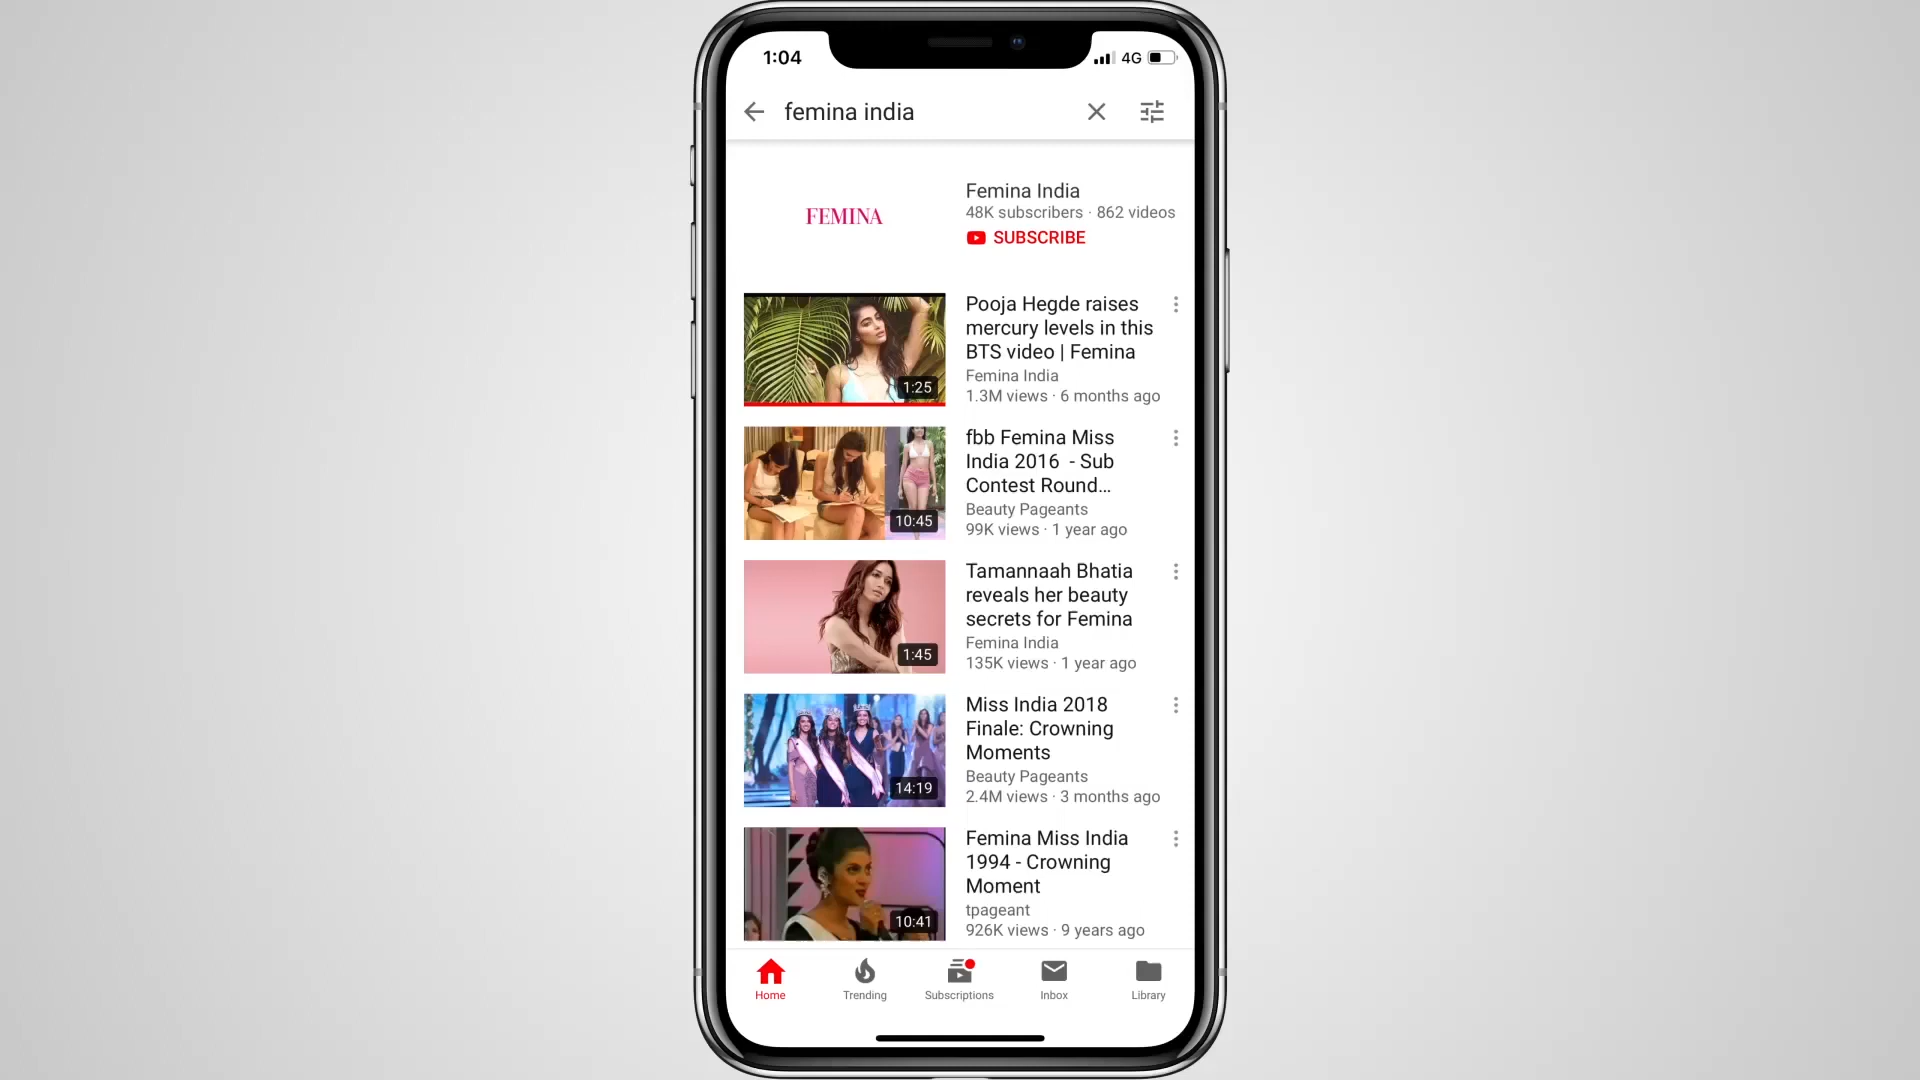 1:04
4G
femina india
FEMINA
Femina India
48K subscribers · 862 videos
SUBSCRIBE
Pooja Hegde raises
mercury levels in this
BTS video | Femina
Femina India
1.3M views · 6 months ago
1:25
fbb Femina Miss
India 2016 - Sub
Contest Round...
Beauty Pageants
99K views · 1 year ago
10:45
Tamannaah Bhatia
reveals her beauty
secrets for Femina
Femina India
135K views · 1 year ago
1:45
Miss India 2018
Finale: Crowning
Moments
Beauty Pageants
2.4M views · 3 months ago
14:19
Femina Miss India
1994 - Crowning
Moment
tpageant
926K views · 9 years ago
10:41
Home
Trending
Subscriptions
Inbox
Library